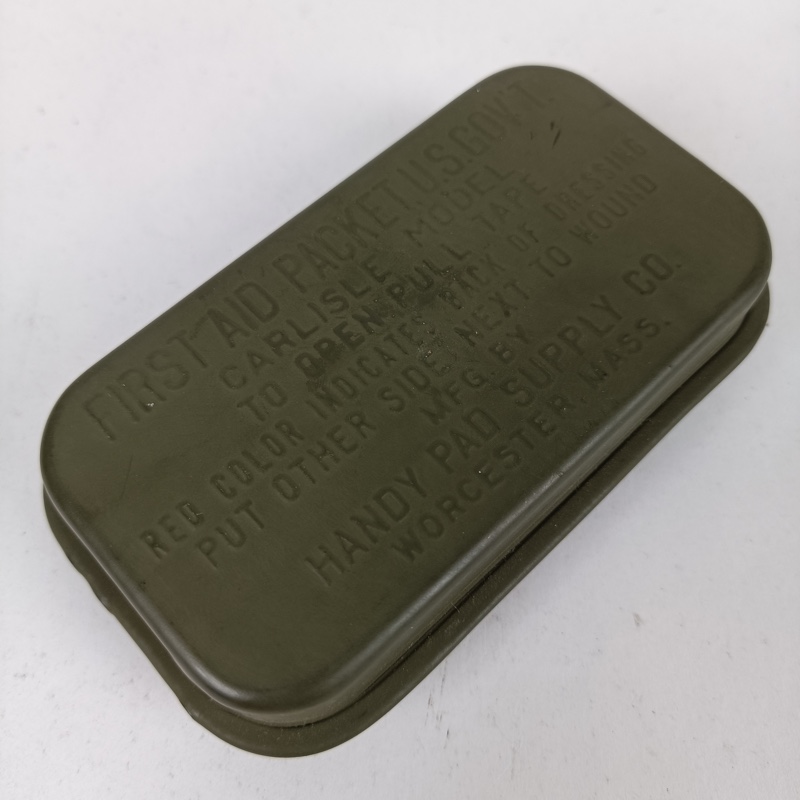 FIRST AID PACKET, U.S. GOV'T.
CARLISLE MODEL
TO OPEN PULL TAPE
RED COLOR INDICATES BACK OF DRESSING
PUT OTHER SIDE NEXT TO WOUND
MFG. BY
HANDY PAD SUPPLY CO.
WORCESTER MASS.